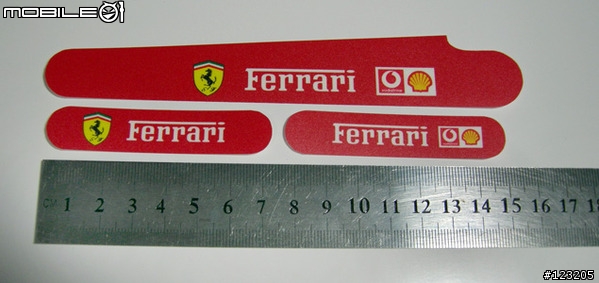 MOBILE01
Ferrari vodafone
Ferrari
Ferrari
CM 1 2 3 4 5 6 7 8 9 10 11 12 13 14 15 16 17 18
#123205